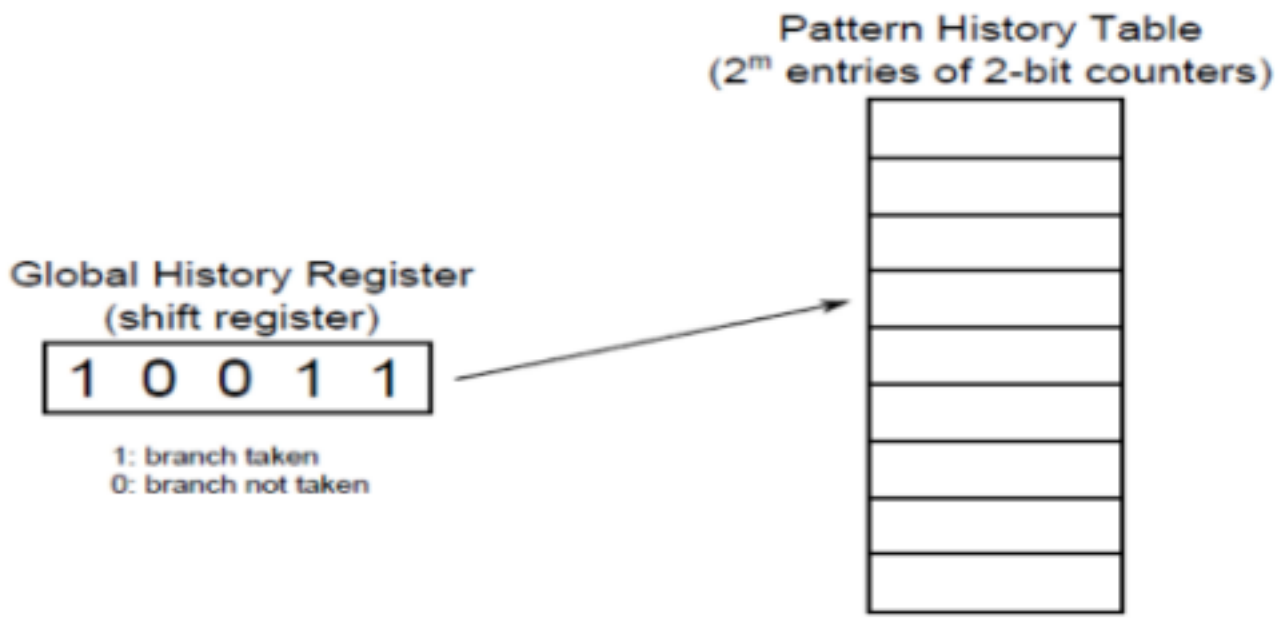 Pattern History Table
(2^m entries of 2-bit counters)
Global History Register
(shift register)
1 0 0 1 1
1: branch taken
0: branch not taken